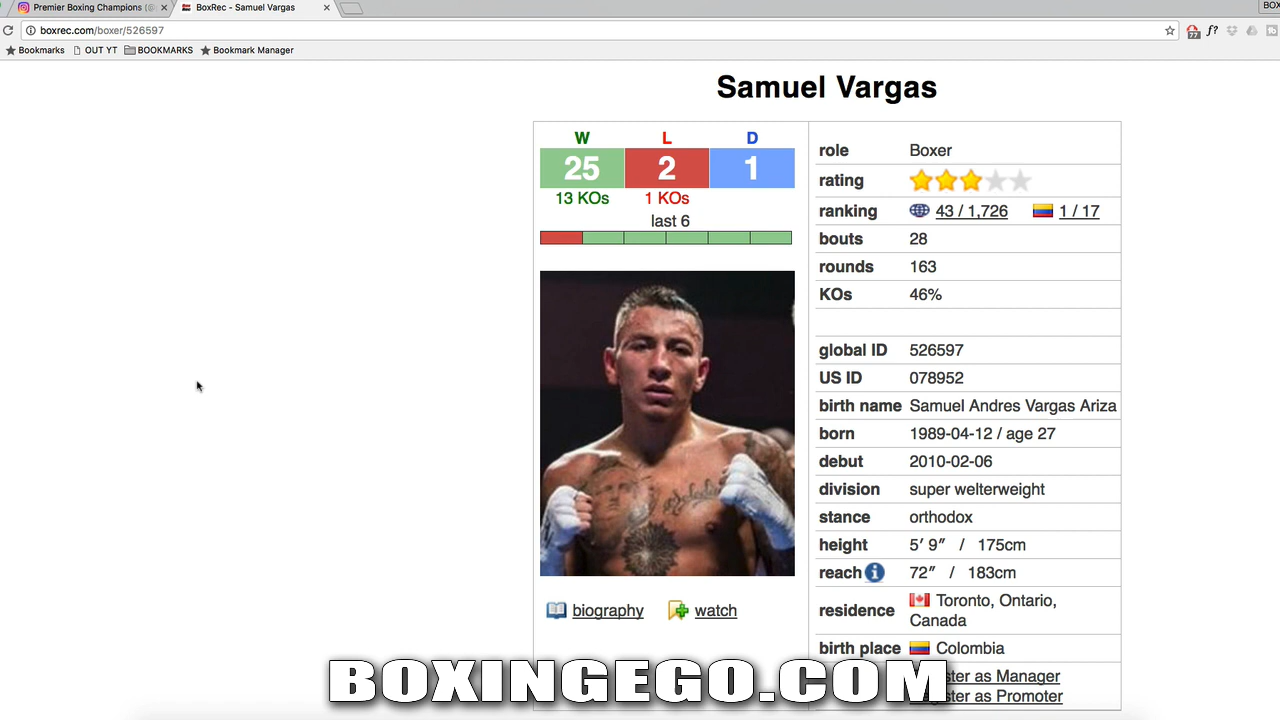 Premier Boxing Champions (@
BoxRec - Samuel Vargas
BOX
boxrec.com/boxer/526597
77
f?
Bookmarks
OUT YT
BOOKMARKS
Bookmark Manager
Samuel Vargas
W L D
25 2 1
13 KOs 1 KOs
last 6
biography
watch
role Boxer
rating
ranking 43 / 1,726 1 / 17
bouts 28
rounds 163
KOs 46%
global ID 526597
US ID 078952
birth name Samuel Andres Vargas Ariza
born 1989-04-12 / age 27
debut 2010-02-06
division super welterweight
stance orthodox
height 5′ 9″ / 175cm
reach 72″ / 183cm
residence Toronto, Ontario,
Canada
birth place Colombia
ster as Manager
ster as Promoter
BOXINGEGO.COM